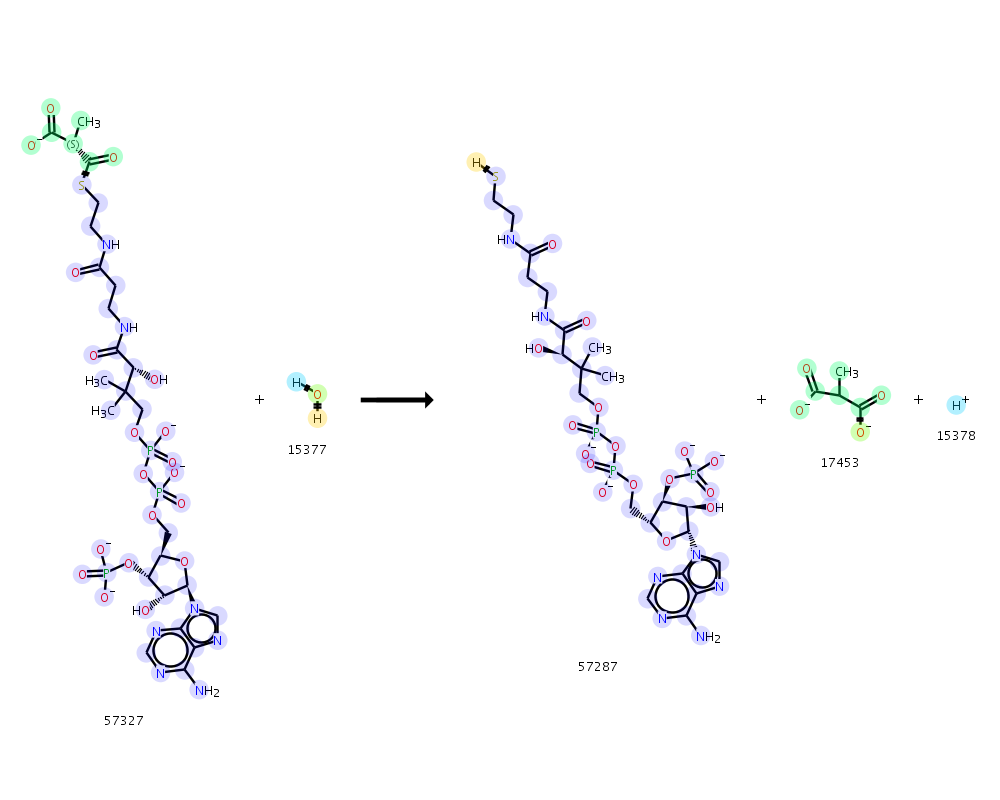 O
CH3
O-
(S)
O
S
NH
O
NH
O
OH
H3C
H3C
O
O-
P
O
O
O-
P
O
O
O-
O
O
P
O
O-
HO
N
N
N
N
N
NH2
57327
+
H
O
H
15377
H
S
HN
O
HN
O
HO
CH3
CH3
O
O
P
O
O-
O
P
O-
O
O-
O
P
O-
O
OH
O
N
N
N
N
N
NH2
57287
+
O
CH3
O
O-
O-
17453
+
H+
15378